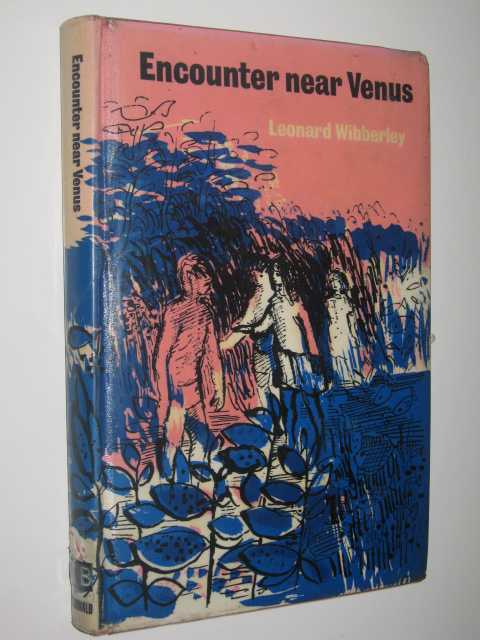 Encounter near Venus
Leonard Wibberley
Encounter near Venus
B